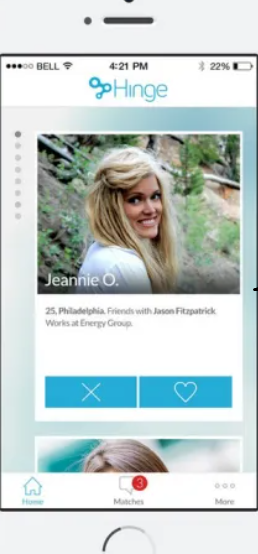 BELL 4:21 PM 22%
Hinge
Jeannie O.
25, Philadelphia. Friends with Jason Fitzpatrick.
Works at Energy Group.
3
Home Matches More